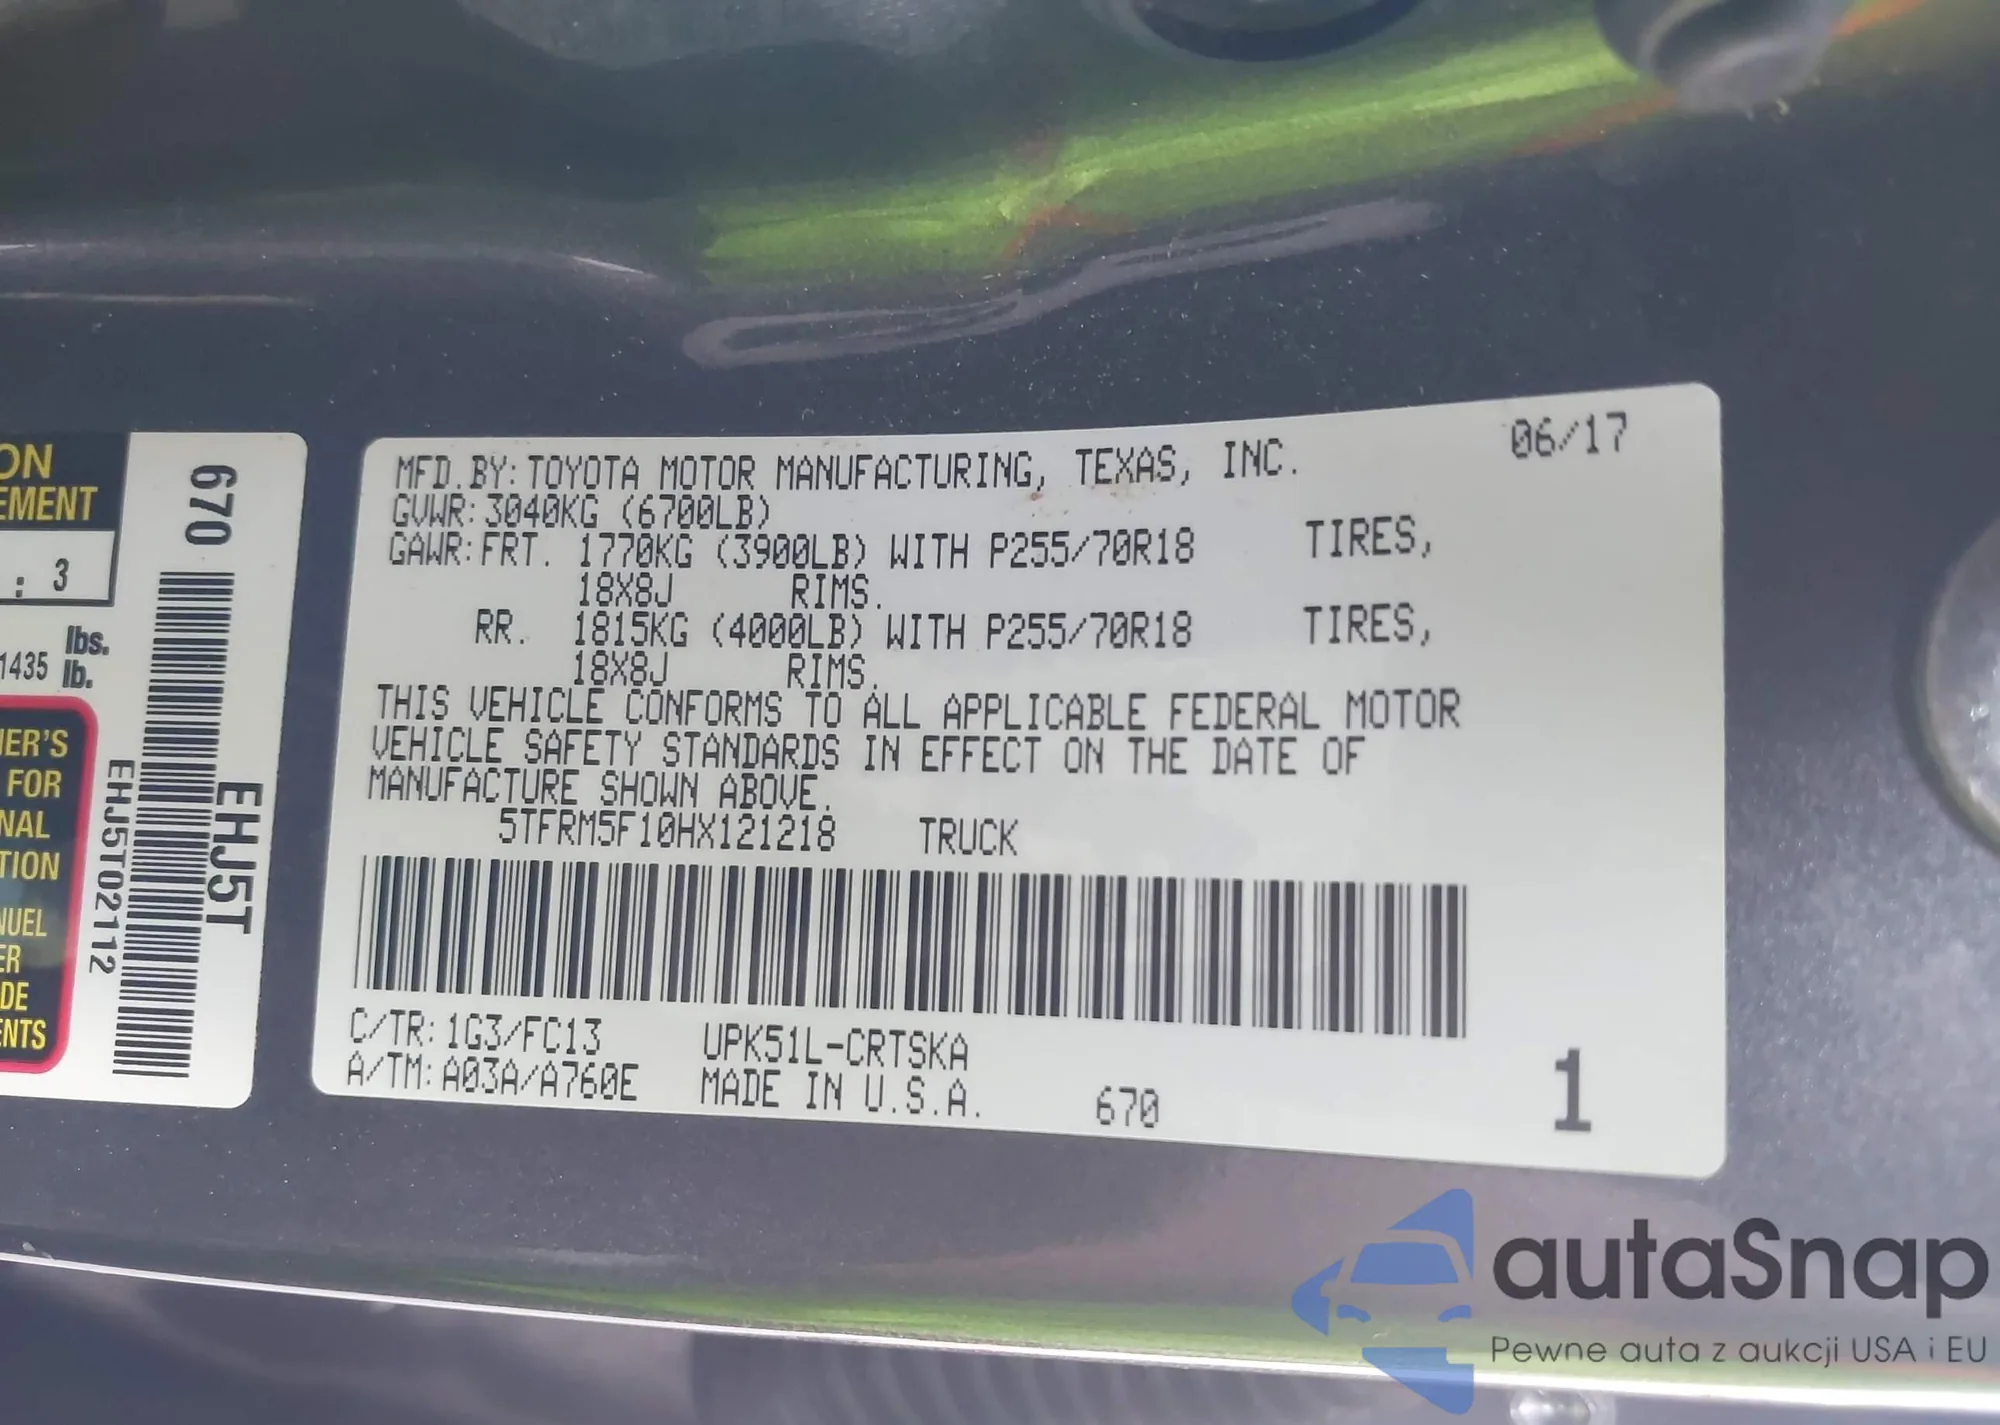 MFD.BY:TOYOTA MOTOR MANUFACTURING, TEXAS, INC. 06/17
GVWR:3040KG (6700LB)
GAWR:FRT. 1770KG (3900LB) WITH P255/70R18 TIRES,
18X8J RIMS.
RR. 1815KG (4000LB) WITH P255/70R18 TIRES,
18X8J RIMS.
THIS VEHICLE CONFORMS TO ALL APPLICABLE FEDERAL MOTOR
VEHICLE SAFETY STANDARDS IN EFFECT ON THE DATE OF
MANUFACTURE SHOWN ABOVE.
5TFRM5F10HX121218 TRUCK
C/TR:1G3/FC13 UPK51L-CRTSKA
A/TM:A03A/A760E MADE IN U.S.A. 670 1
ON
EMENT
: 3
1435 lbs.
lb.
ER'S
FOR
NAL
TION
NUEL
ER
DE
ENTS
670
EHJ5T
EHJ5T02112
autaSnap
Pewne auta z aukcji USA i EU